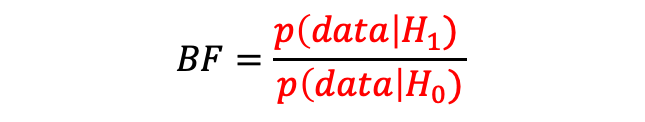 BF = p(data|H₁) / p(data|H₀)